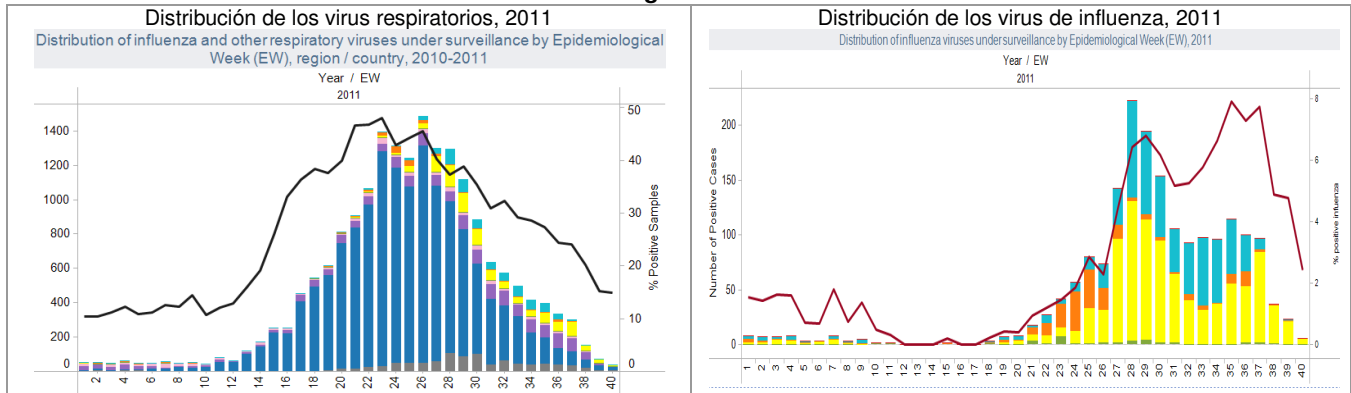 Distribución de los virus respiratorios, 2011
Distribution of influenza and other respiratory viruses under surveillance by Epidemiological
Week (EW), region / country, 2010-2011
Year / EW
2011
1400
1200
1000
800
600
400
200
0
50
40
30
20
10
0
% Positive Samples
2 4 6 8 10 12 14 16 18 20 22 24 26 28 30 32 34 36 38 40
Distribución de los virus de influenza, 2011
Distribution of influenza viruses under surveillance by Epidemiological Week (EW), 2011
Year / EW
2011
Number of Positive Cases
200
150
100
50
0
8
6
4
2
0
% positive influenza
1 2 3 4 5 6 7 8 9 10 11 12 13 14 15 16 17 18 19 20 21 22 23 24 25 26 27 28 29 30 31 32 33 34 35 36 37 38 39 40